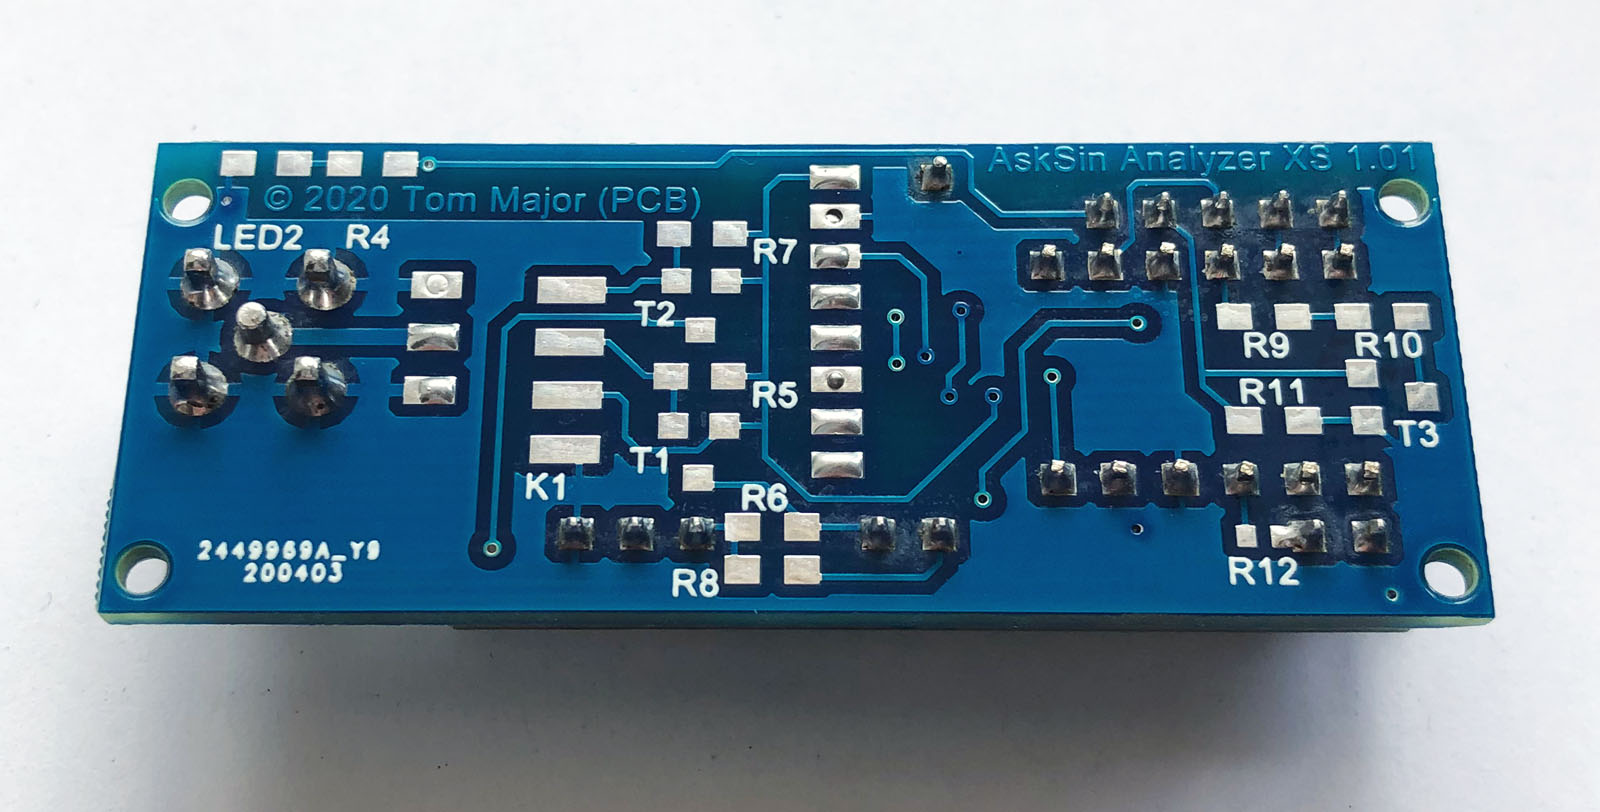 AskSin Analyzer XS 1.01
© 2020 Tom Major (PCB)
LED2 R4
R7
T2
R9 R10
R5 R11
T3
T1
K1
R6
2449969A_Y9
200403
R8
R12